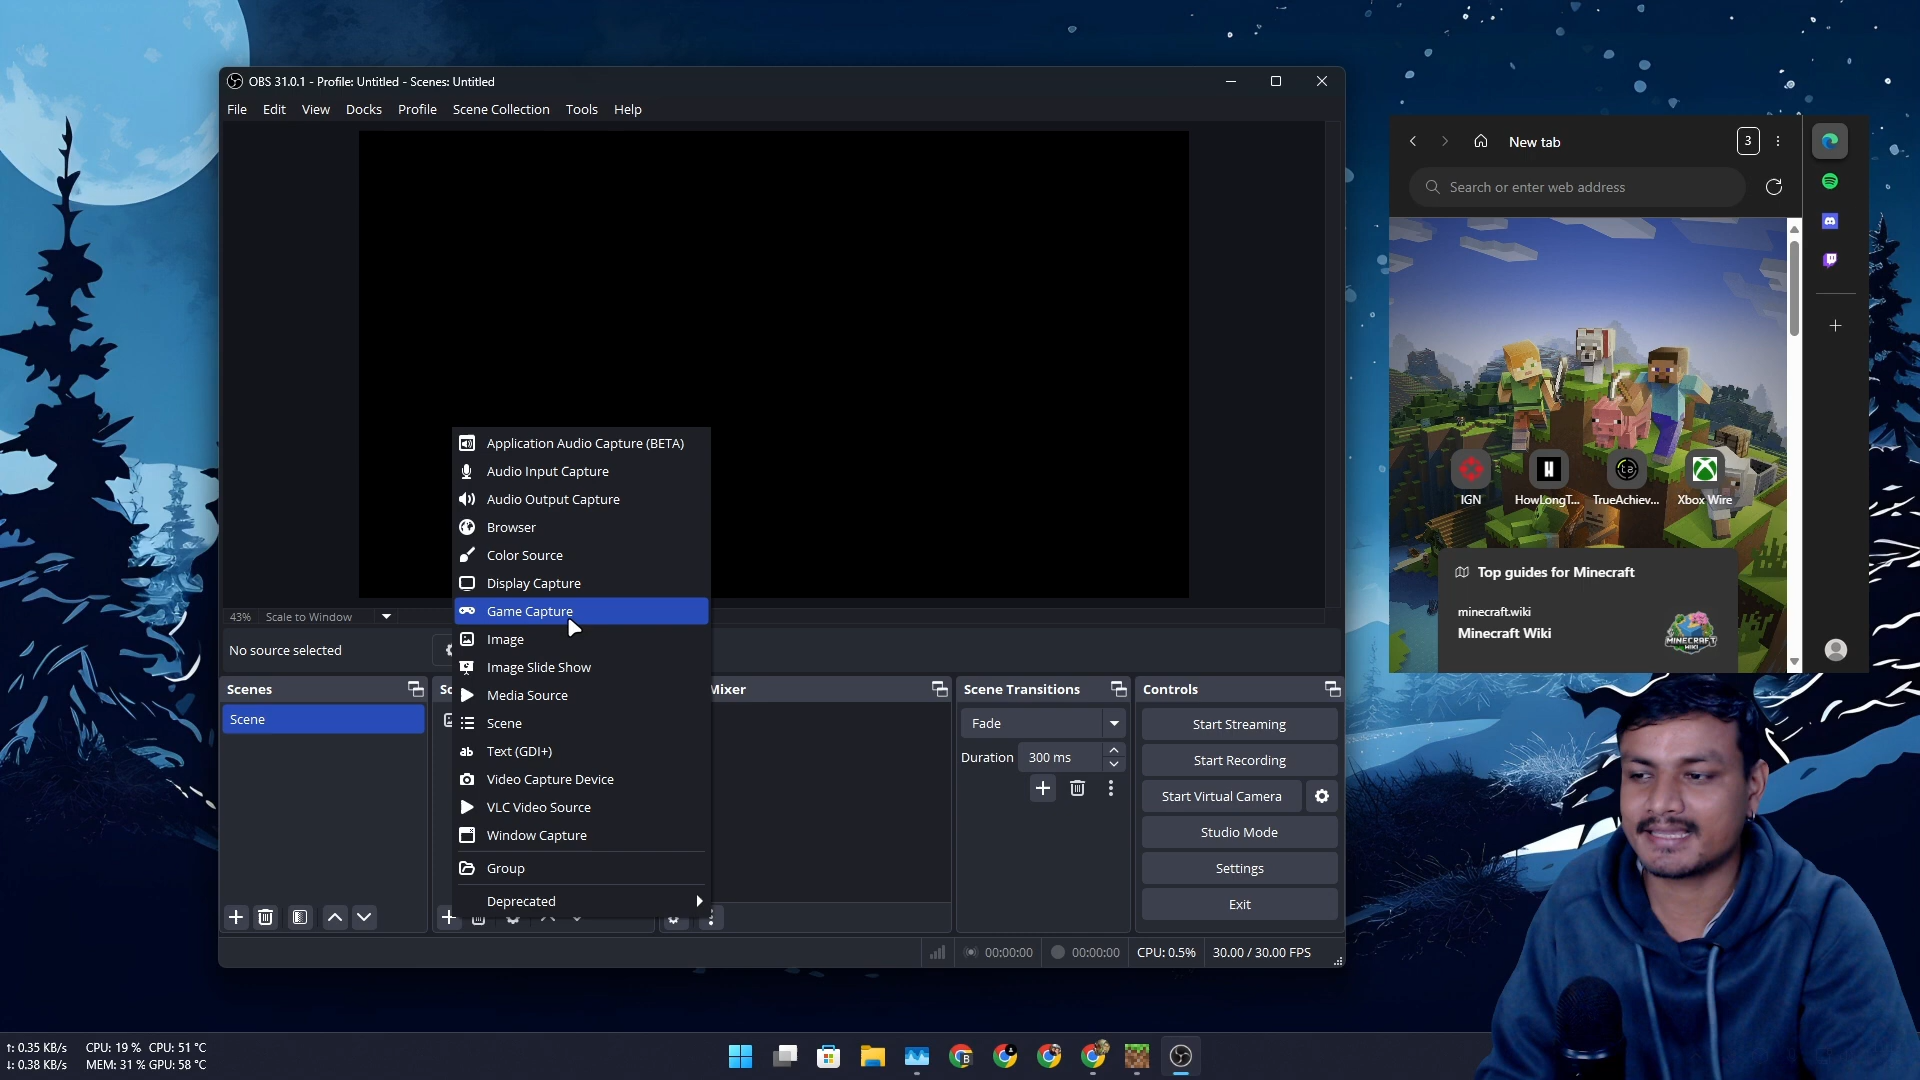 OBS 31.0.1 - Profile: Untitled - Scenes: Untitled
File Edit View Docks Profile Scene Collection Tools Help
Application Audio Capture (BETA)
Audio Input Capture
Audio Output Capture
Browser
Color Source
Display Capture
Game Capture
Image
Image Slide Show
Media Source
Scene
Text (GDI+)
Video Capture Device
VLC Video Source
Window Capture
Group
Deprecated
43% Scale to Window
No source selected
Scenes
Scene
So
Mixer
Scene Transitions
Fade
Duration 300 ms
Controls
Start Streaming
Start Recording
Start Virtual Camera
Studio Mode
Settings
Exit
00:00:00 00:00:00 CPU: 0.5% 30.00 / 30.00 FPS
New tab 3
Search or enter web address
IGN HowLongT... TrueAchiev... Xbox Wire
Top guides for Minecraft
minecraft.wiki
Minecraft Wiki
MINECRAFT
WIKI
↑: 0.35 KB/s CPU: 19 % CPU: 51 °C
↓: 0.38 KB/s MEM: 31 % GPU: 58 °C